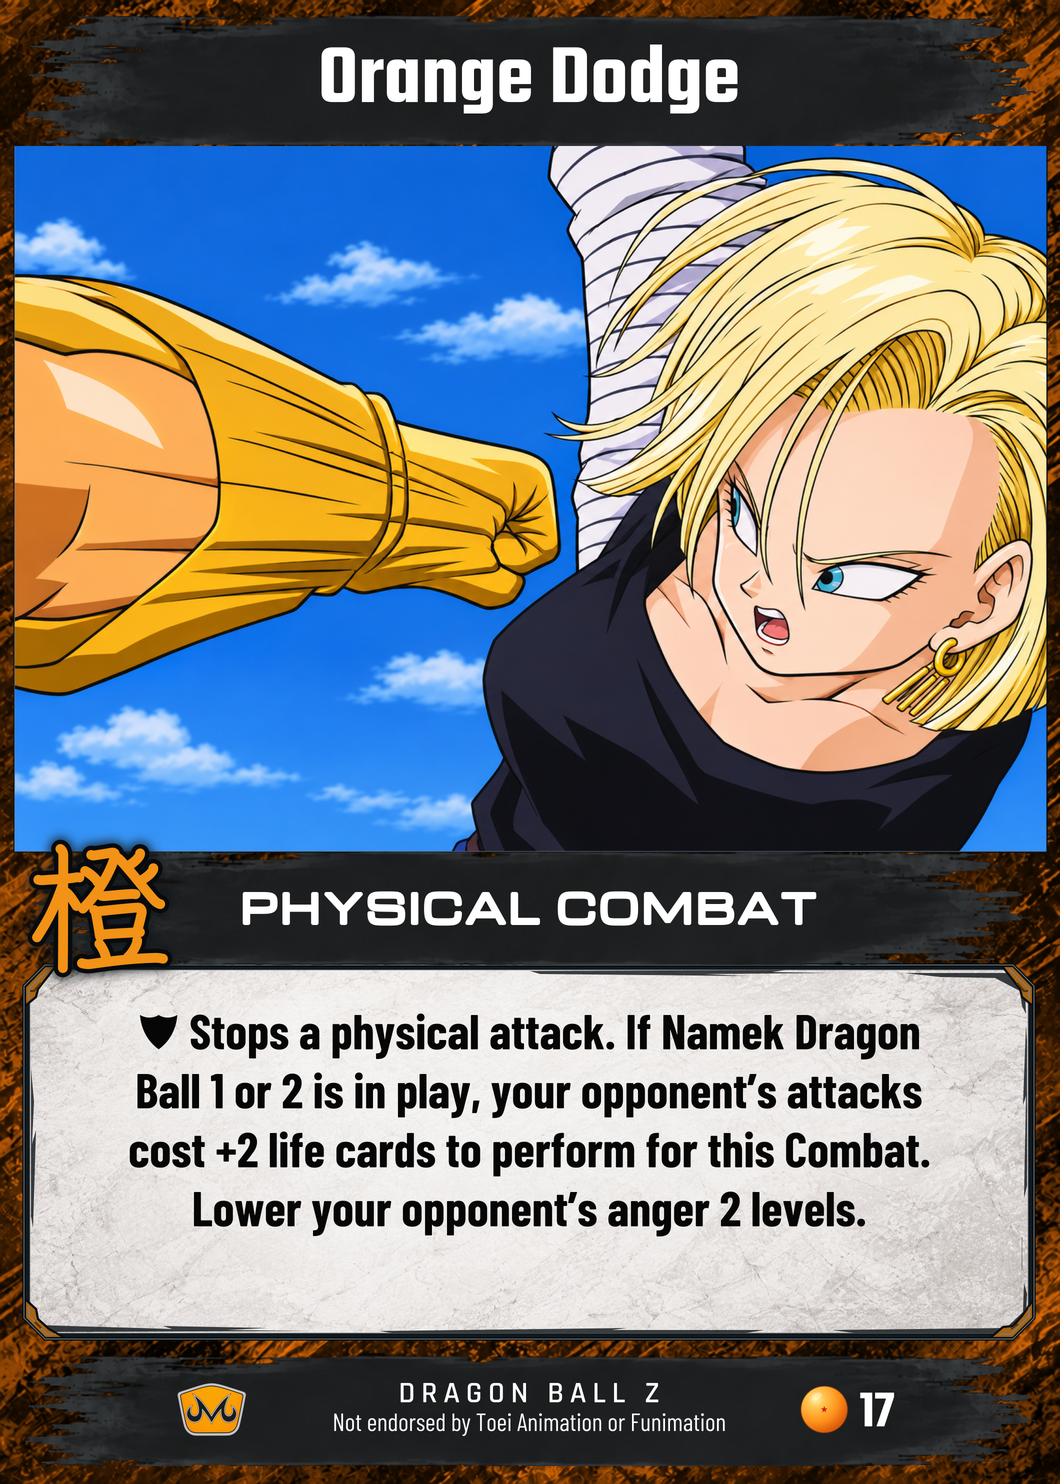 Orange Dodge
橙
PHYSICAL COMBAT
Stops a physical attack. If Namek Dragon
Ball 1 or 2 is in play, your opponent’s attacks
cost +2 life cards to perform for this Combat.
Lower your opponent’s anger 2 levels.
DRAGON BALL Z
Not endorsed by Toei Animation or Funimation
17